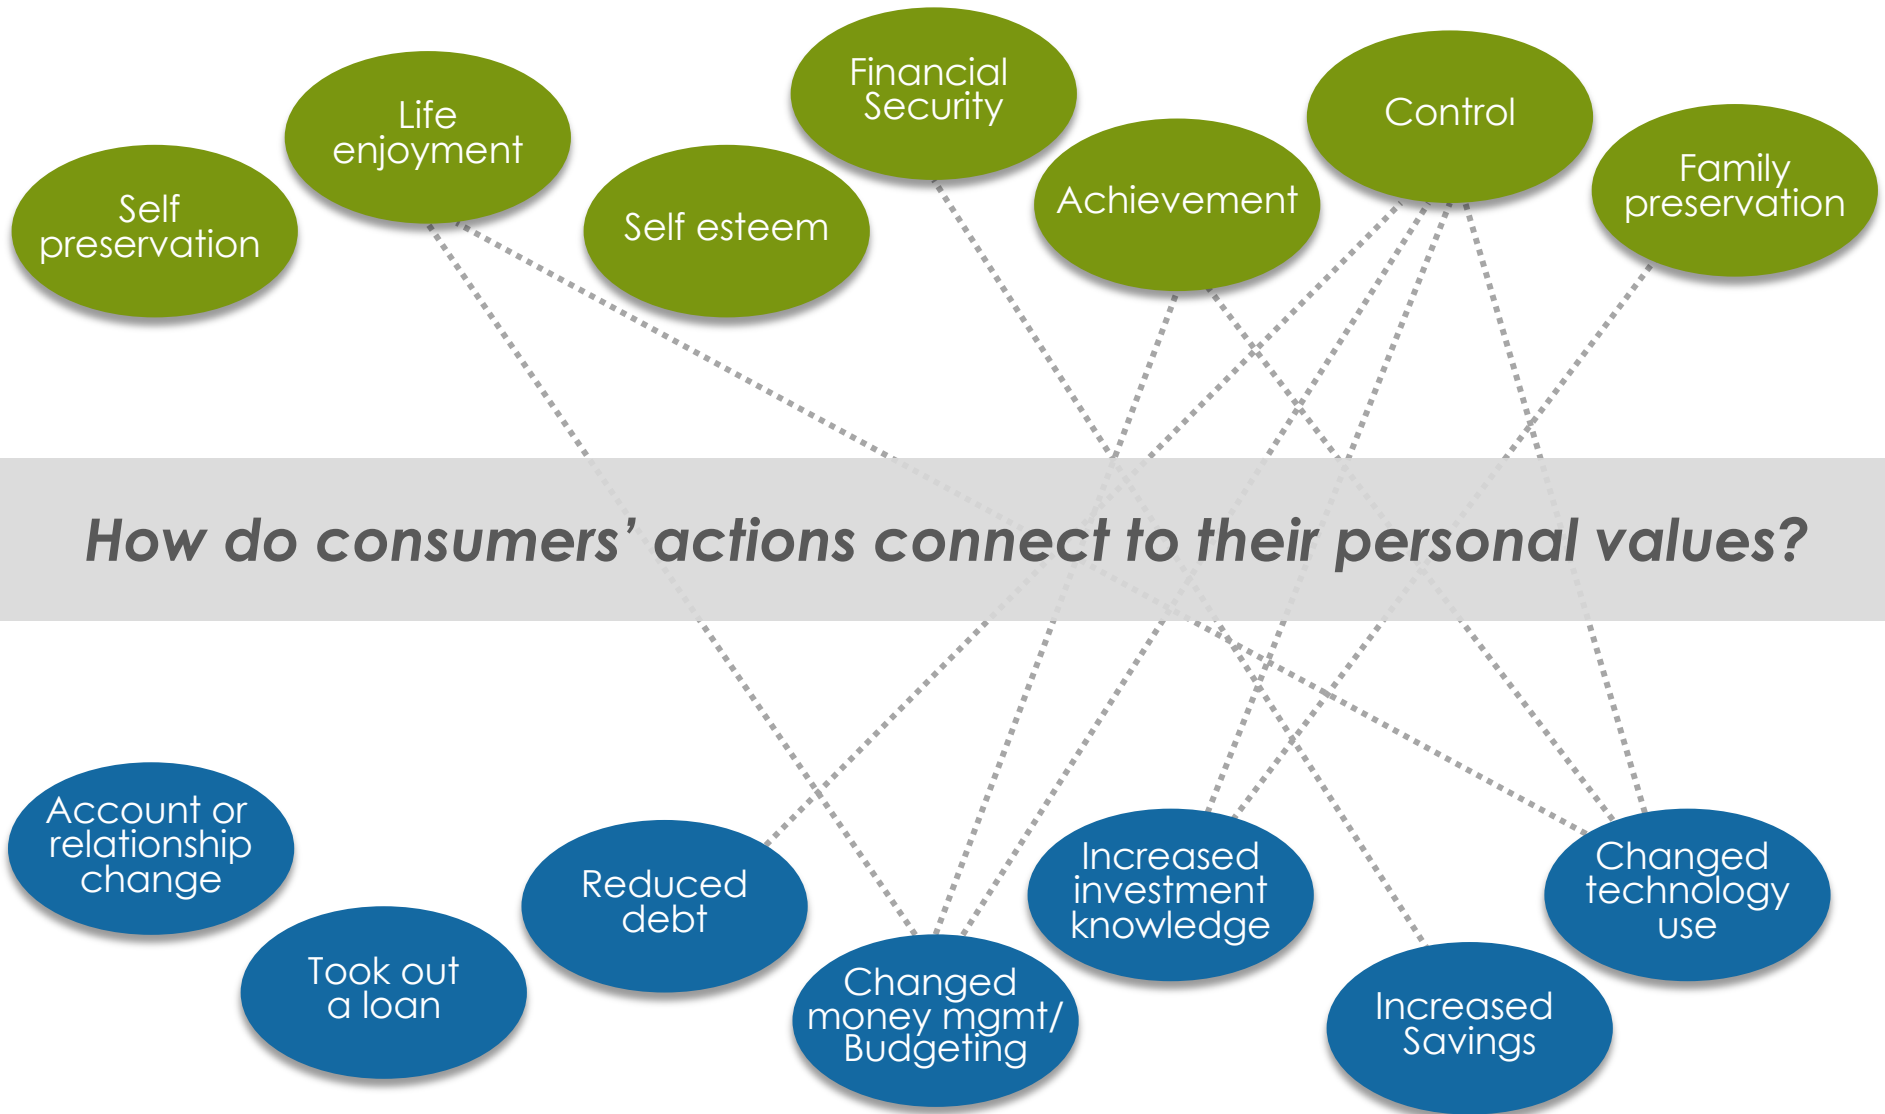 Financial
Security
Life
enjoyment
Control
Family
preservation
Achievement
Self
preservation
Self esteem
How do consumers’ actions connect to their personal values?
Account or
relationship
change
Reduced
debt
Increased
investment
knowledge
Changed
technology
use
Took out
a loan
Changed
money mgmt/
Budgeting
Increased
Savings